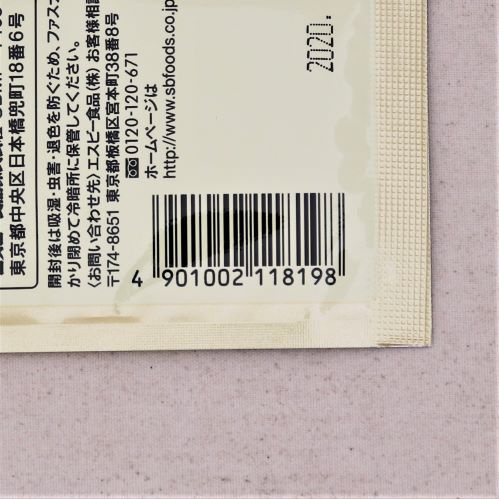 東京都中央区日本橋兜町18番6号
開封後は吸湿・虫害・退色を防ぐため、ファスナ
かり閉めて冷暗所に保管してください。
〈お問い合わせ先〉エスビー食品(株)お客様相談
〒174-8651 東京都板橋区宮本町38番8号
0120-120-671
ホームページは
http://www.sbfoods.co.jp
2020.
4 901002 118198